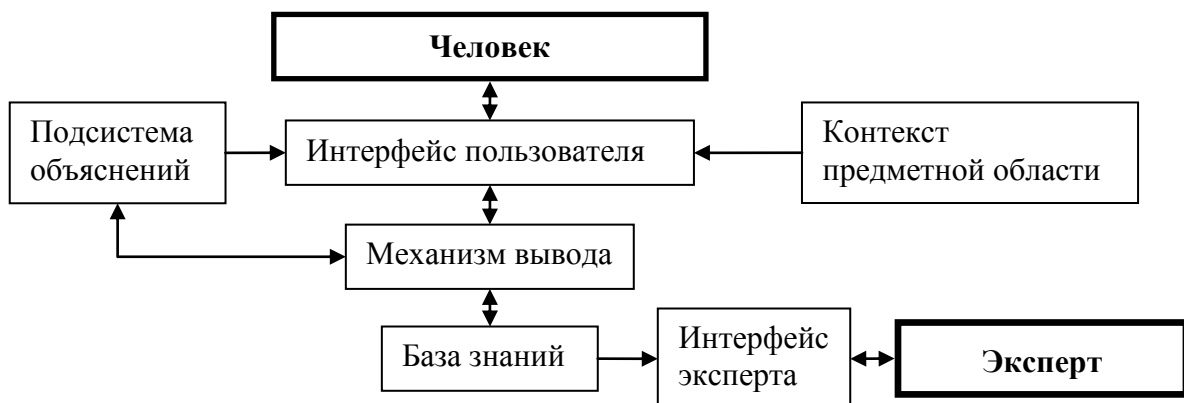 Человек
Подсистема
объяснений
Интерфейс пользователя
Контекст
предметной области
Механизм вывода
База знаний
Интерфейс
эксперта
Эксперт